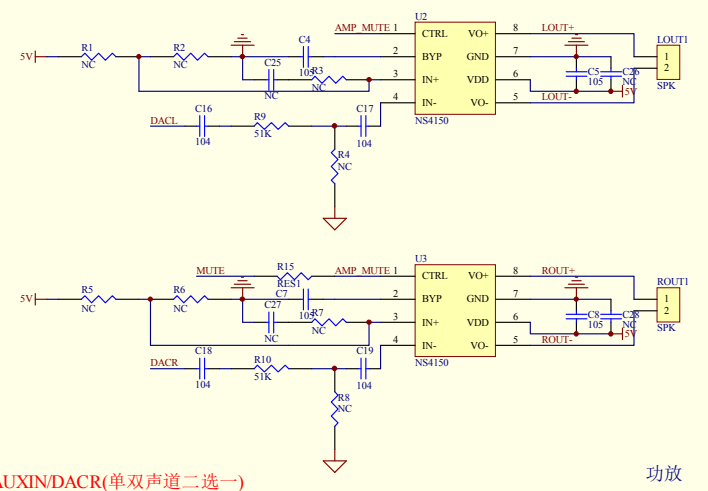 U2
AMP_MUTE 1 CTRL VO+ 8 LOUT+
LOUT1
R1 R2 C4
5V NC NC 2 BYP GND 7
1
2
SPK
C25 105 R3
NC NC
3 IN+ VDD 6
C5 C26
105 NC
5V
4 IN- VO- 5 LOUT-
NS4150
C16 R9 C17
DACL
104 51K 104
R4
NC
U3
MUTE R15 AMP_MUTE 1 CTRL VO+ 8 ROUT+
RES1
ROUT1
R5 R6 C7
5V NC NC 2 BYP GND 7
1
2
SPK
C27 105 R7
NC NC
3 IN+ VDD 6
C8 C28
105 NC
5V
4 IN- VO- 5 ROUT-
NS4150
C18 R10 C19
DACR
104 51K 104
R8
NC
AUXIN/DACR(单双声道二选一)
功放